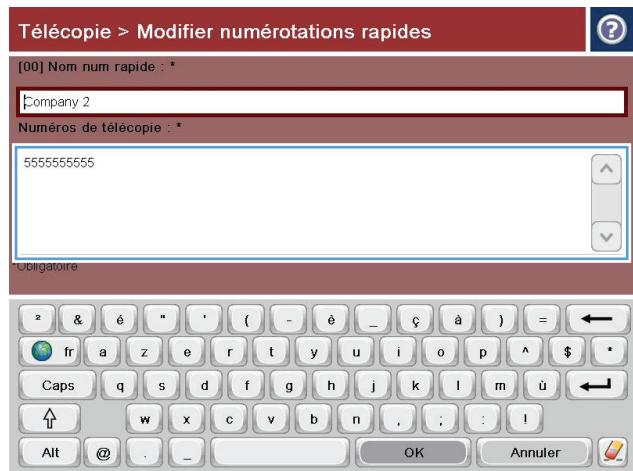 Télécopie > Modifier numérotations rapides ?
[00] Nom num rapide : *
Company 2
Numéros de télécopie : *
5555555555
*Obligatoire
² & é " ' ( - è _ ç à ) =
fr a z e r t y u i o p ^ $ *
Caps q s d f g h j k l m ù
w x c v b n , ; : !
Alt @ . _ OK Annuler